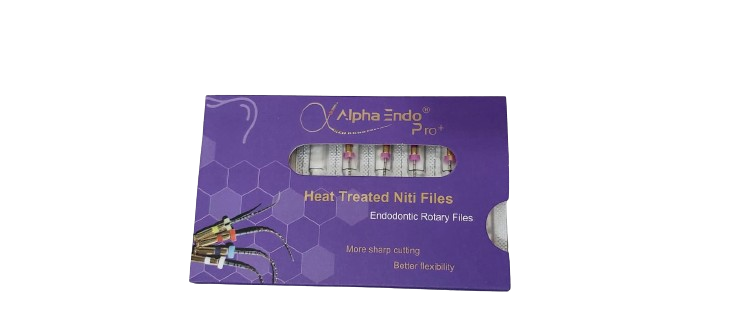 Alpha Endo®
Pro+
Heat Treated Niti Files
Endodontic Rotary Files
More sharp cutting
Better flexibility